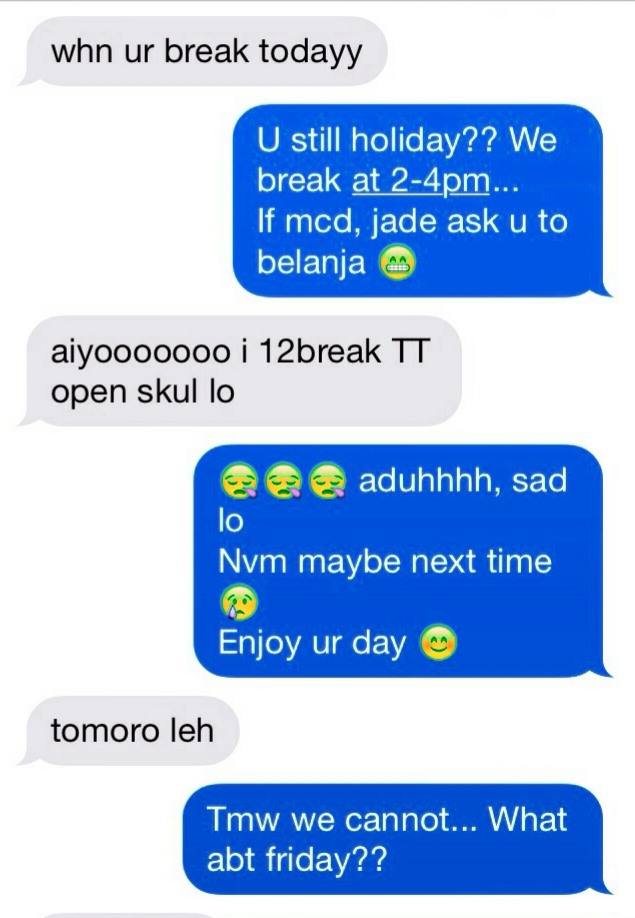 whn ur break todayy
U still holiday?? We
break at 2-4pm...
If mcd, jade ask u to
belanja 😁
aiyooooooo i 12break TT
open skul lo
😪😪😪 aduhhhh, sad
lo
Nvm maybe next time
😢
Enjoy ur day 😊
tomoro leh
Tmw we cannot... What
abt friday??